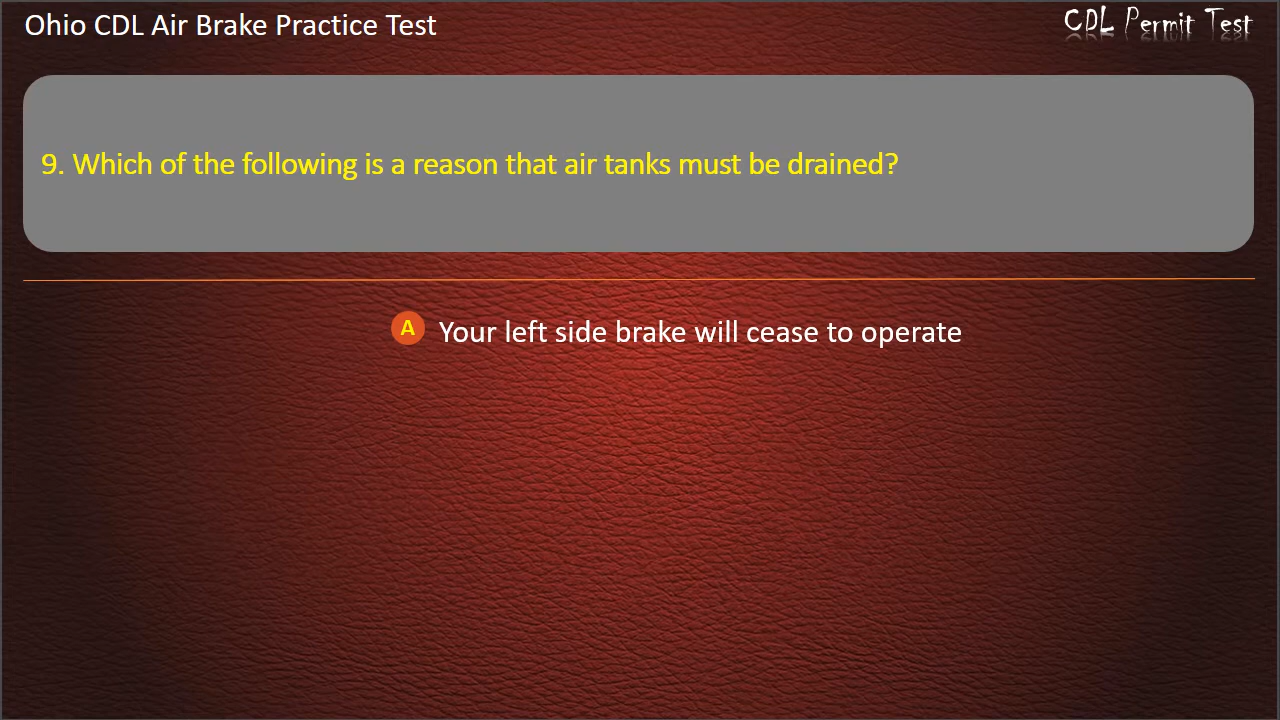 Ohio CDL Air Brake Practice Test
CDL Permit Test
9. Which of the following is a reason that air tanks must be drained?
A Your left side brake will cease to operate